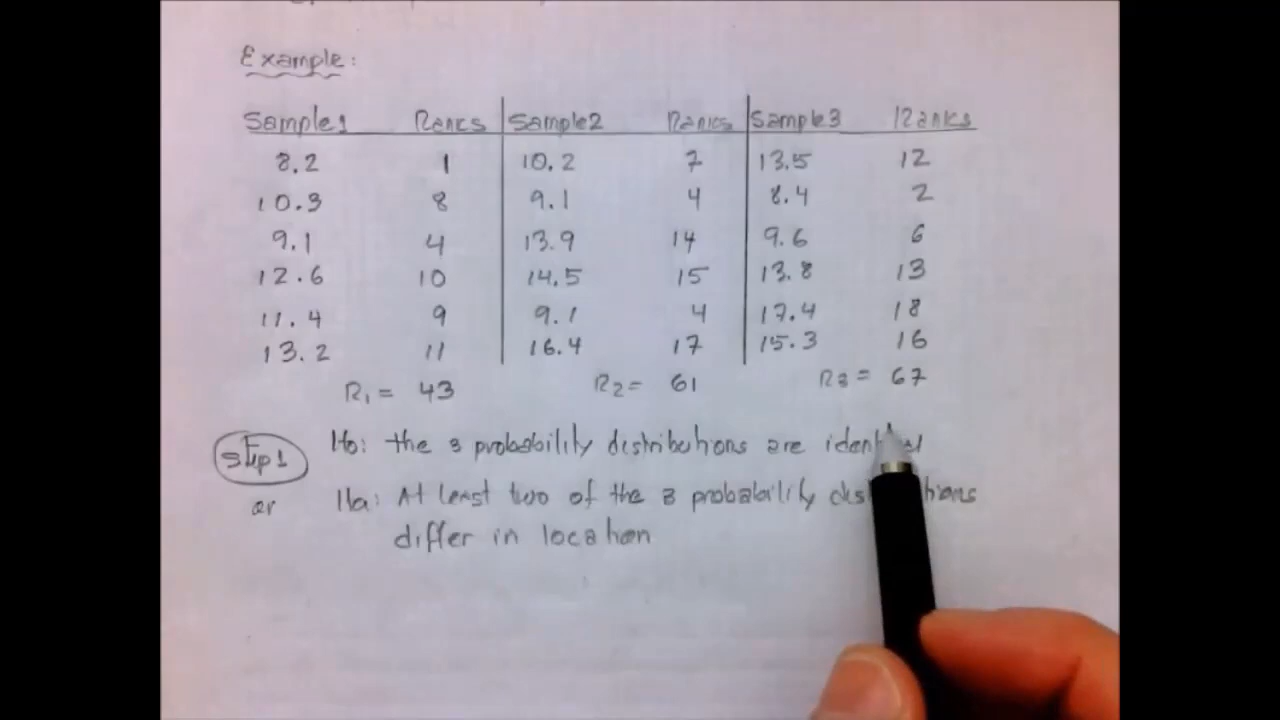 Example:
Sample1 Ranks Sample2 Ranks Sample3 Ranks
8.2 1 10.2 7 13.5 12
10.3 8 9.1 4 8.4 2
9.1 4 13.9 14 9.6 6
12.6 10 14.5 15 13.8 13
11.4 9 9.1 4 17.4 18
13.2 11 16.4 17 15.3 16
R1 = 43 R2 = 61 R3 = 67
Step 1 Ho: the 3 probability distributions are
or Ha: At least two of the 3 probability
differ in location